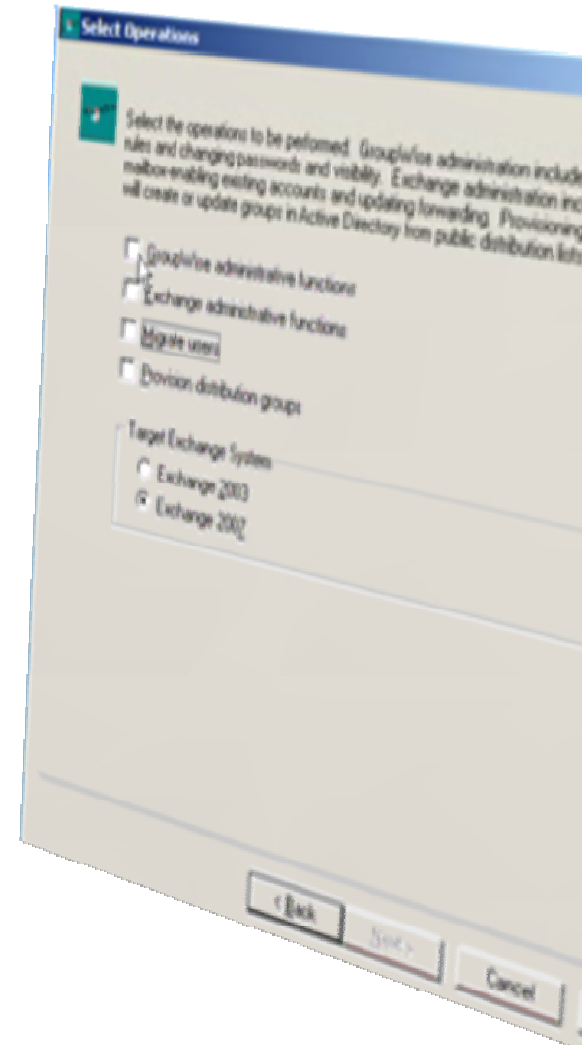 Select Operations
Select the operations to be performed. GroupWise administration include
rules and changing passwords and visibility. Exchange administration inc
mailbox-enabling existing accounts and updating forwarding. Provisioning
will create or update groups in Active Directory from public distribution lists
GroupWise administrative functions
Exchange administrative functions
Migrate users
Provision distribution groups
Target Exchange System
Exchange 2003
Exchange 2007
< Back
Next >
Cancel